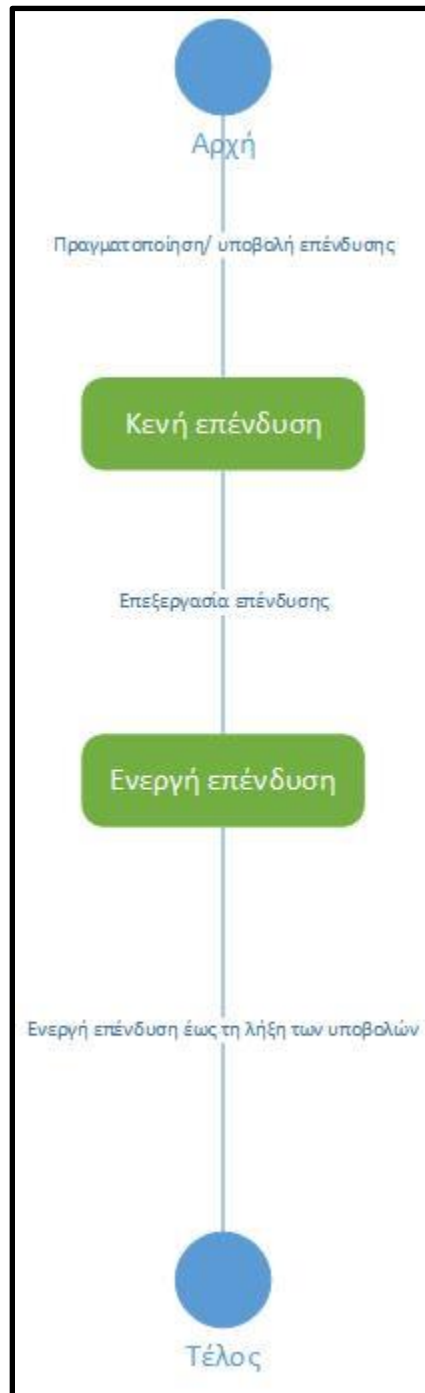 Αρχή
Πραγματοποίηση/ υποβολή επένδυσης
Κενή επένδυση
Επεξεργασία επένδυσης
Ενεργή επένδυση
Ενεργή επένδυση έως τη λήξη των υποβολών
Τέλος